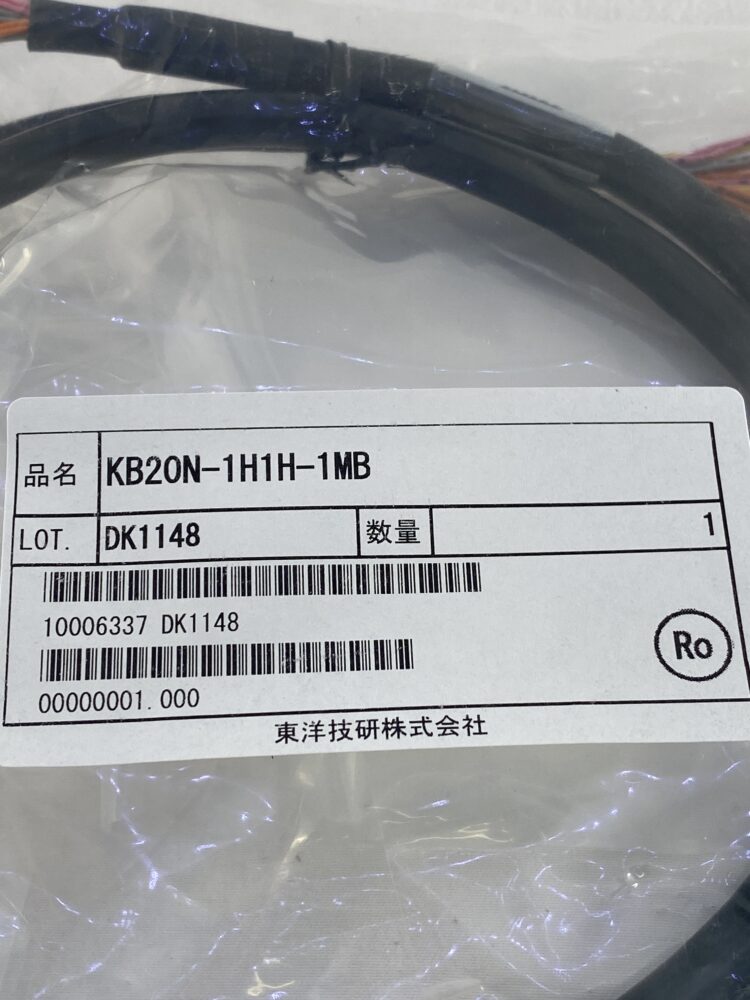 品名 KB20N-1H1H-1MB
LOT. DK1148 数量 1
10006337 DK1148
00000001.000
Ro
東洋技研株式会社